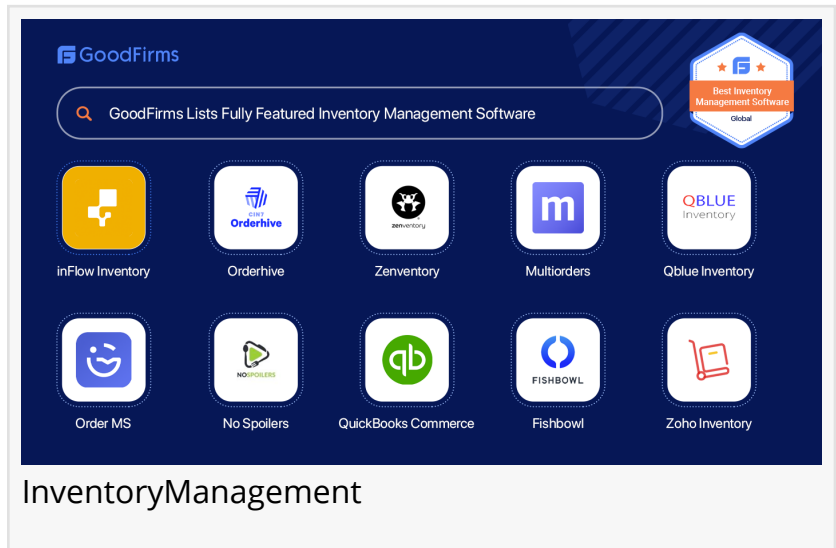 GoodFirms
Best Inventory
Management Software
Global
GoodFirms Lists Fully Featured Inventory Management Software
CIN7
Orderhive
zenventory
m
QBLUE
Inventory
inFlow Inventory
Orderhive
Zenventory
Multiorders
Qblue Inventory
NOSPOILERS
qb
FISHBOWL
Order MS
No Spoilers
QuickBooks Commerce
Fishbowl
Zoho Inventory
InventoryManagement